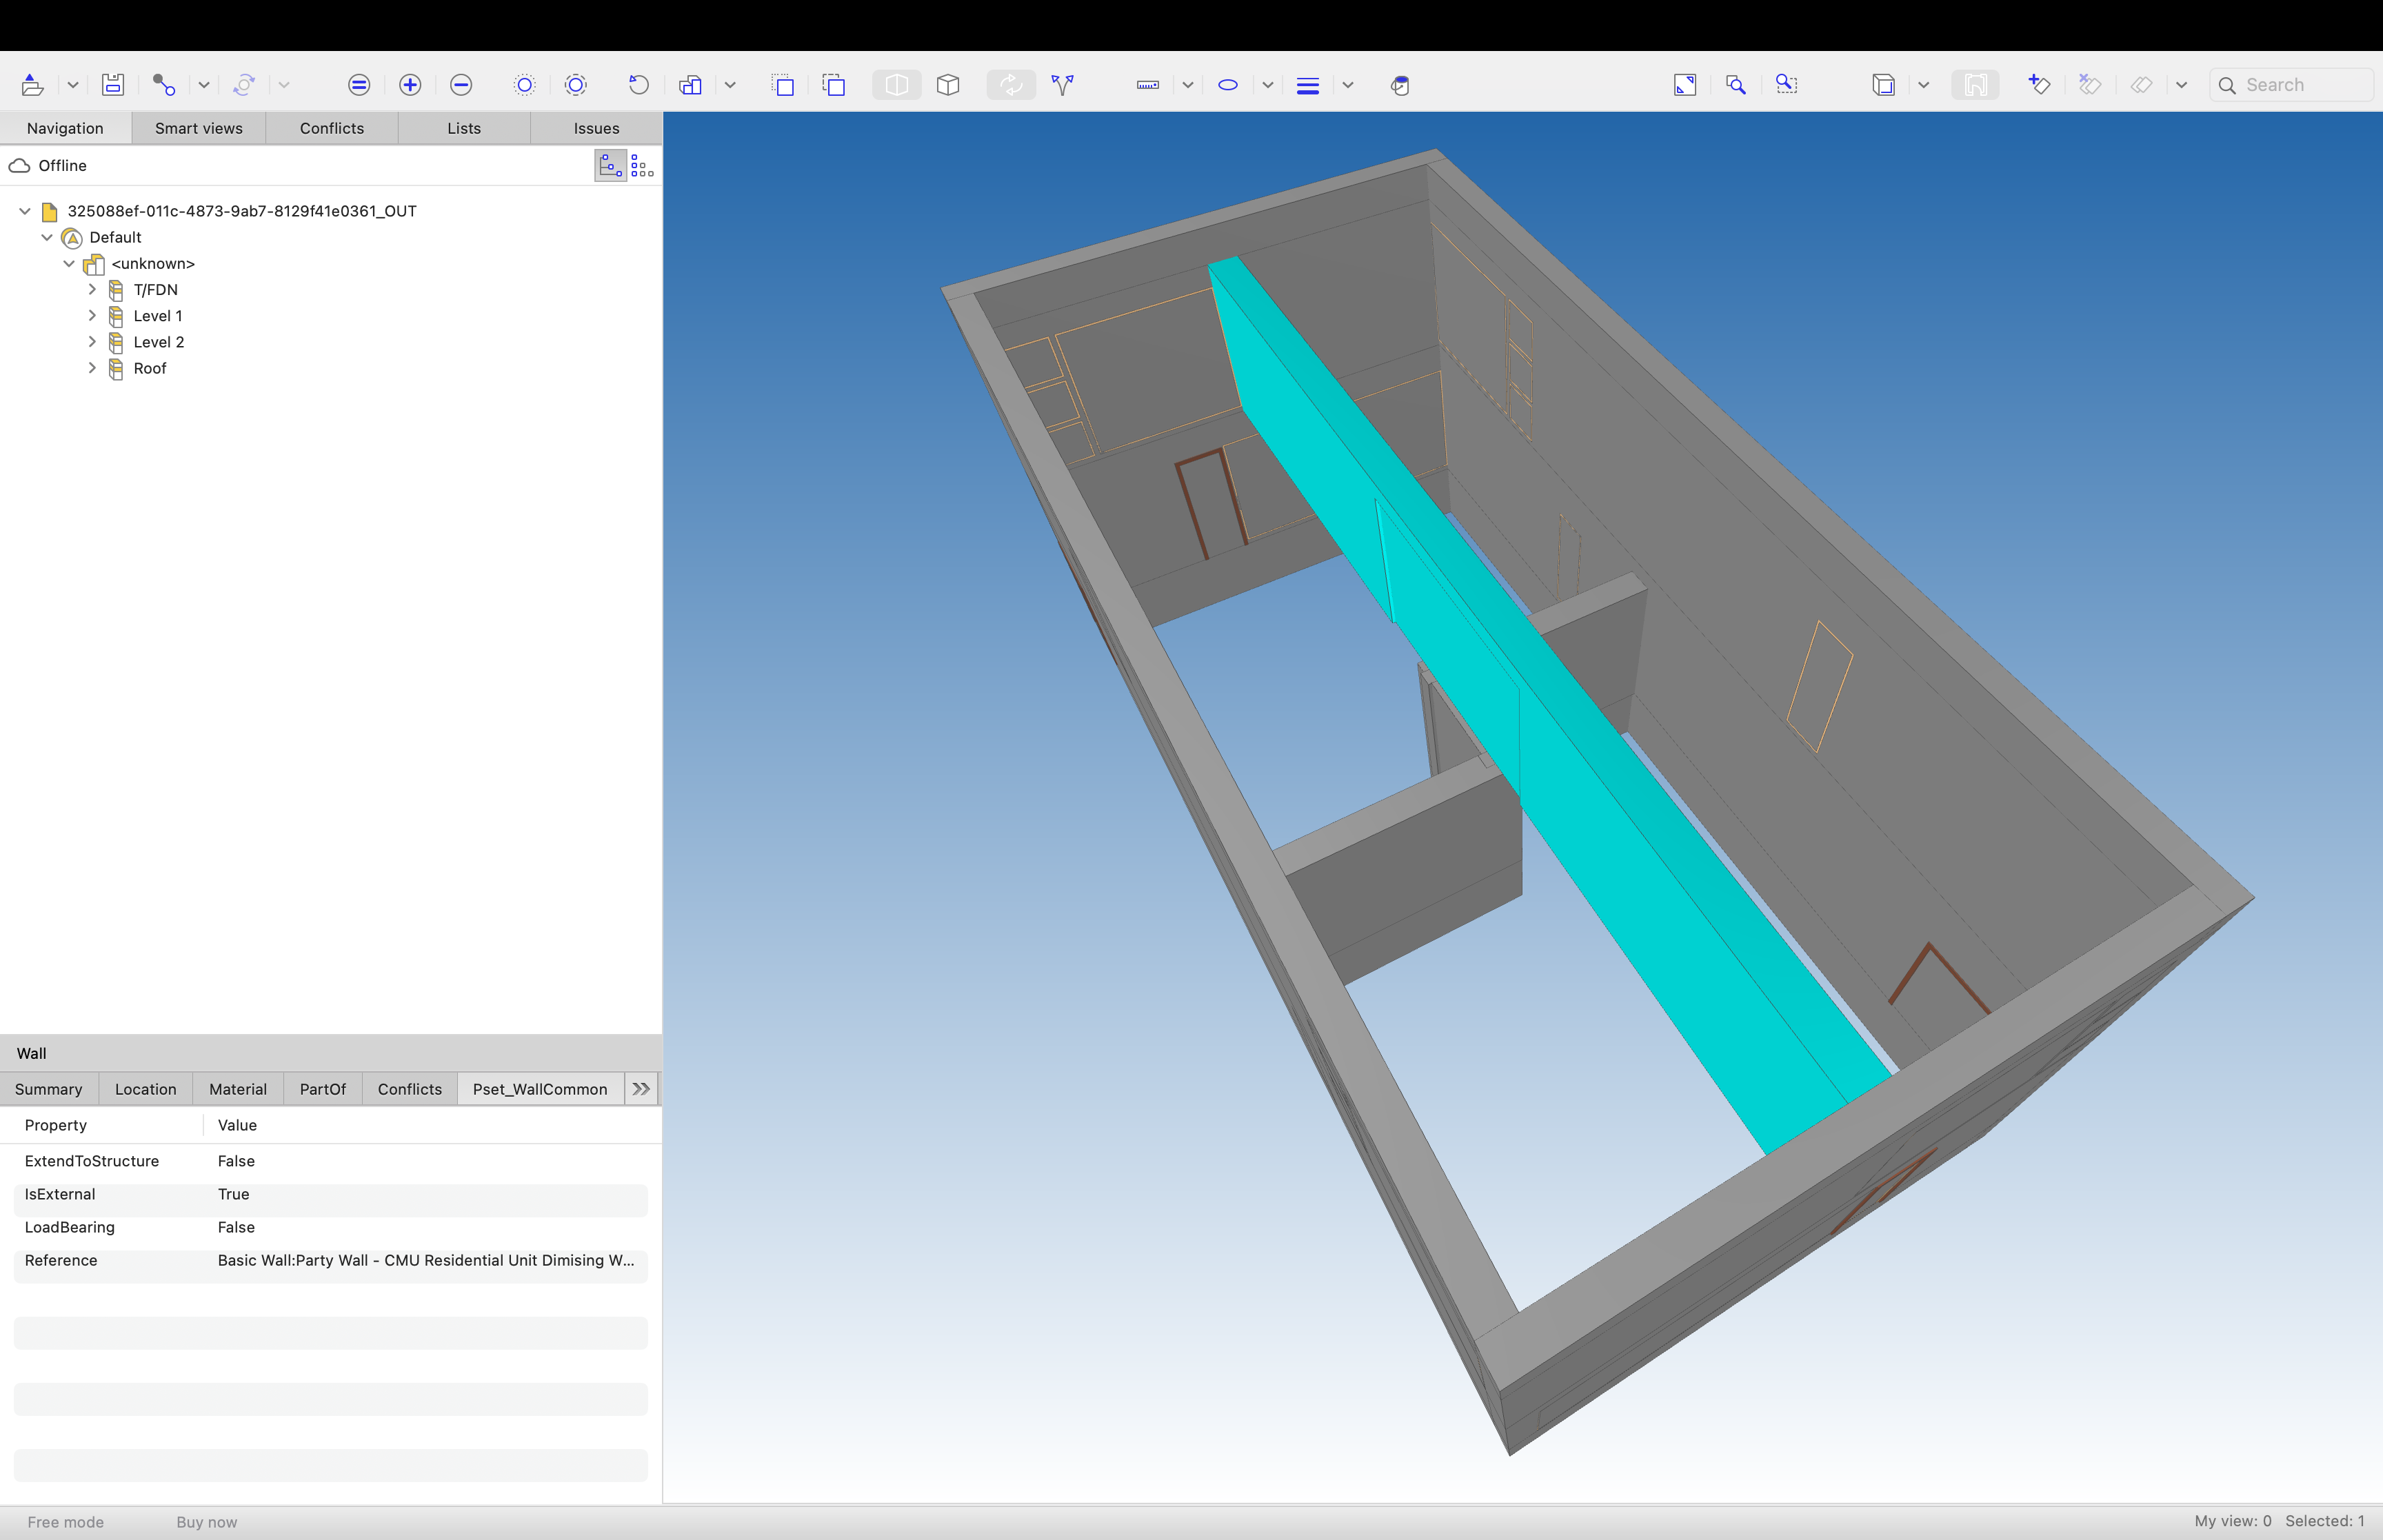 Search
Navigation
Smart views
Conflicts
Lists
Issues
Offline
325088ef-011c-4873-9ab7-8129f41e0361_OUT
Default
<unknown>
T/FDN
Level 1
Level 2
Roof
Wall
Summary
Location
Material
PartOf
Conflicts
Pset_WallCommon
Property Value
ExtendToStructure False
IsExternal True
LoadBearing False
Reference Basic Wall:Party Wall - CMU Residential Unit Dimising W...
Free mode
Buy now
My view: 0 Selected: 1